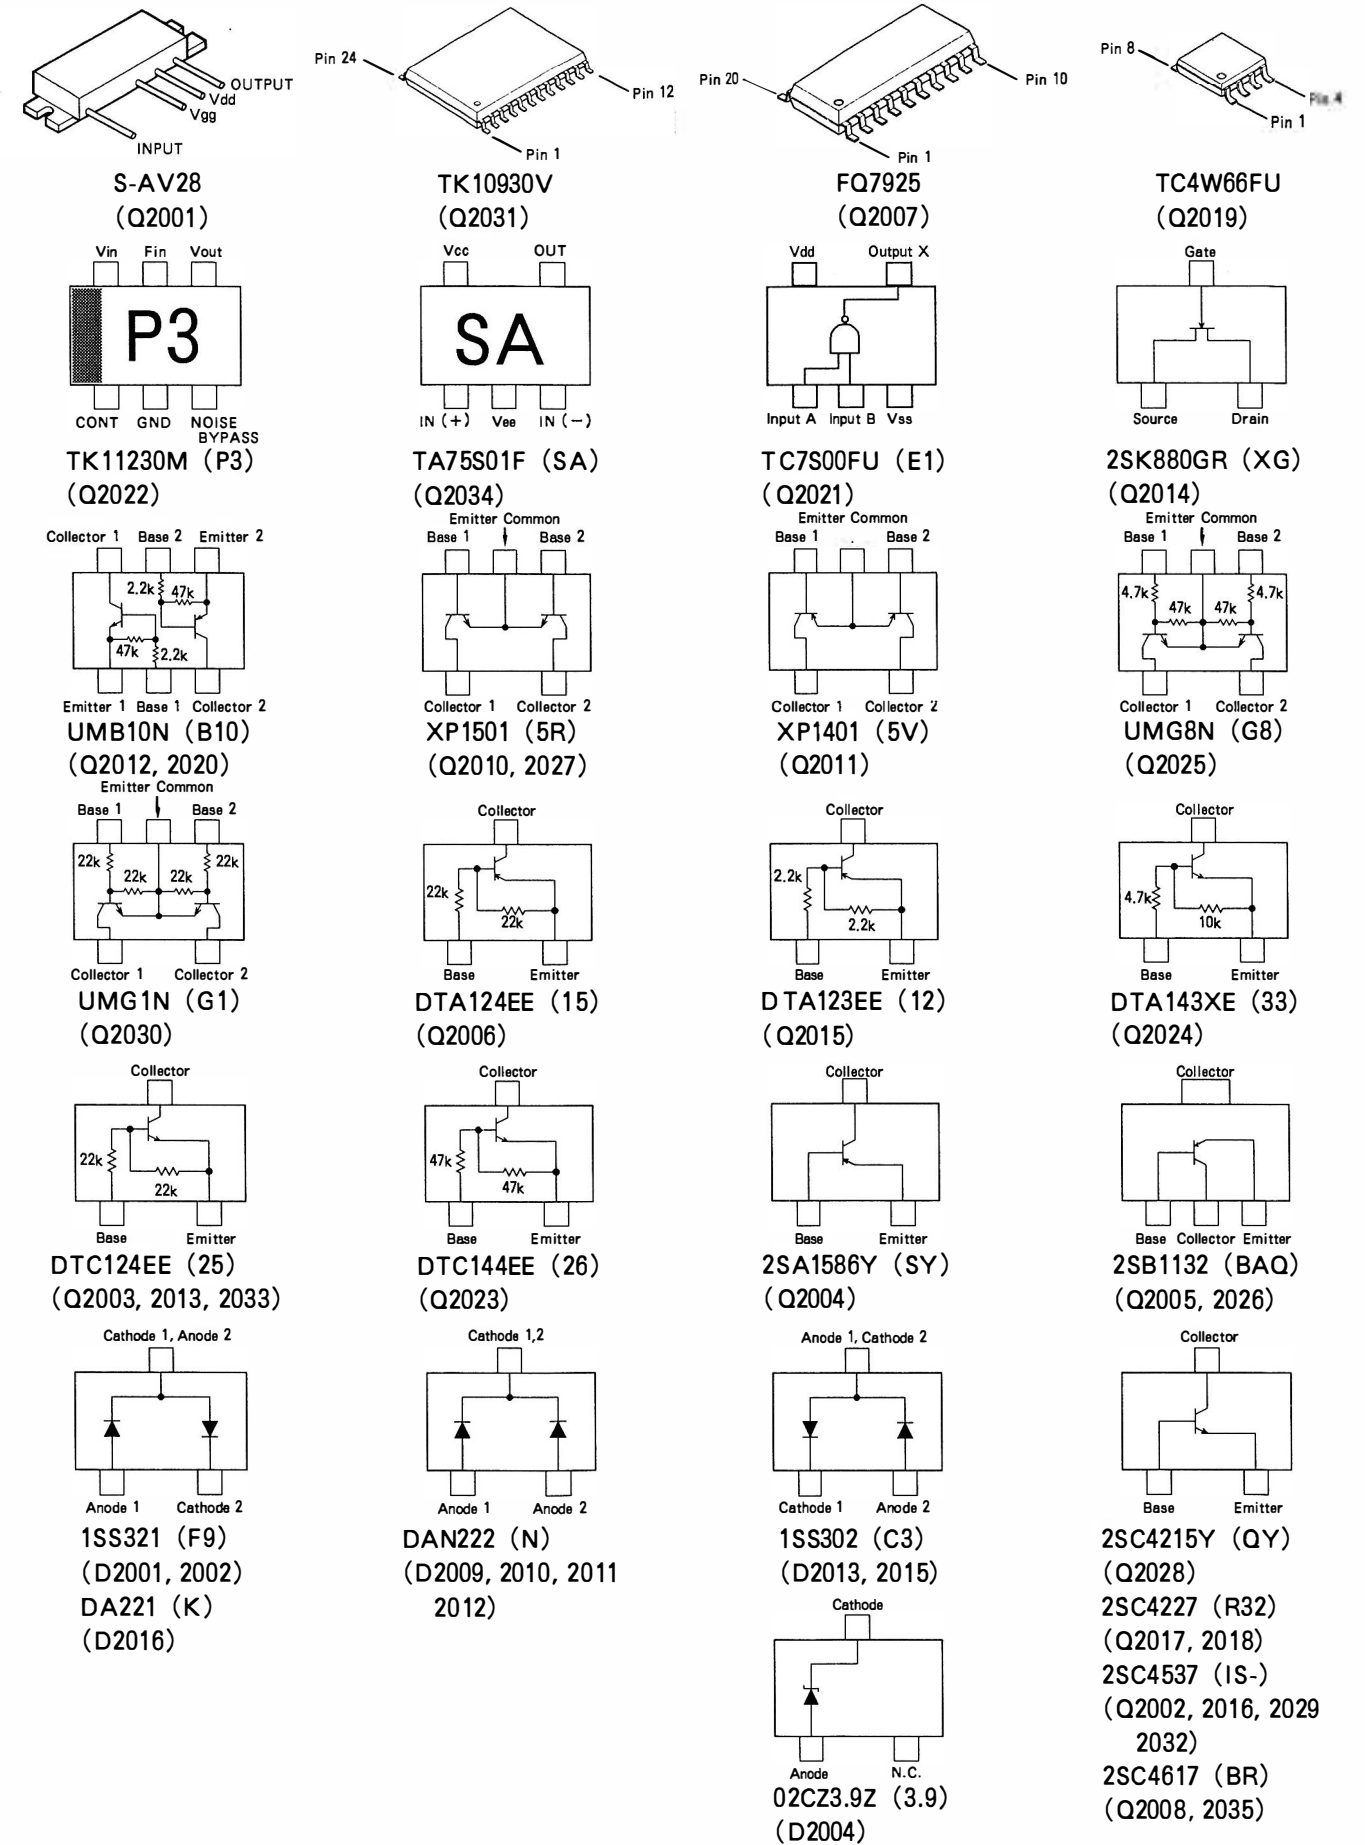 OUTPUT
Vdd
Vgg
INPUT
S-AV28
(Q2001)
Pin 24
Pin 12
Pin 1
TK10930V
(Q2031)
Pin 20
Pin 10
Pin 1
FQ7925
(Q2007)
Pin 8
Pin 4
Pin 1
TC4W66FU
(Q2019)
Vin Fin Vout
P3
CONT GND NOISE
BYPASS
TK11230M (P3)
(Q2022)
Vcc OUT
SA
IN (+) Vee IN (−)
TA75S01F (SA)
(Q2034)
Vdd Output X
Input A Input B Vss
TC7S00FU (E1)
(Q2021)
Gate
Source Drain
2SK880GR (XG)
(Q2014)
Collector 1 Base 2 Emitter 2
2.2k 47k
47k 2.2k
Emitter 1 Base 1 Collector 2
UMB10N (B10)
(Q2012, 2020)
Emitter Common
Base 1 Base 2
Collector 1 Collector 2
XP1501 (5R)
(Q2010, 2027)
Emitter Common
Base 1 Base 2
Collector 1 Collector 2
XP1401 (5V)
(Q2011)
Emitter Common
Base 1 Base 2
4.7k 47k 47k 4.7k
Collector 1 Collector 2
UMG8N (G8)
(Q2025)
Emitter Common
Base 1 Base 2
22k 22k 22k 22k
Collector 1 Collector 2
UMG1N (G1)
(Q2030)
Collector
22k
22k
Base Emitter
DTA124EE (15)
(Q2006)
Collector
2.2k
2.2k
Base Emitter
DTA123EE (12)
(Q2015)
Collector
4.7k
10k
Base Emitter
DTA143XE (33)
(Q2024)
Collector
22k
22k
Base Emitter
DTC124EE (25)
(Q2003, 2013, 2033)
Collector
47k
47k
Base Emitter
DTC144EE (26)
(Q2023)
Collector
Base Emitter
2SA1586Y (SY)
(Q2004)
Collector
Base Collector Emitter
2SB1132 (BAQ)
(Q2005, 2026)
Cathode 1, Anode 2
Anode 1 Cathode 2
1SS321 (F9)
(D2001, 2002)
DA221 (K)
(D2016)
Cathode 1,2
Anode 1 Anode 2
DAN222 (N)
(D2009, 2010, 2011
2012)
Anode 1, Cathode 2
Cathode 1 Anode 2
1SS302 (C3)
(D2013, 2015)
Cathode
Anode N.C.
02CZ3.9Z (3.9)
(D2004)
Collector
Base Emitter
2SC4215Y (QY)
(Q2028)
2SC4227 (R32)
(Q2017, 2018)
2SC4537 (IS-)
(Q2002, 2016, 2029
2032)
2SC4617 (BR)
(Q2008, 2035)